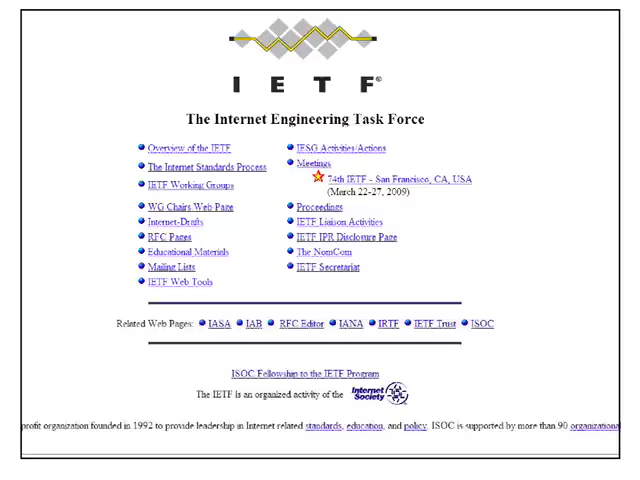 IETF®
The Internet Engineering Task Force
Overview of the IETF
The Internet Standards Process
IETF Working Groups
WG Chairs Web Page
Internet-Drafts
RFC Pages
Educational Materials
Mailing Lists
IETF Web Tools
IESG Activities/Actions
Meetings
74th IETF - San Francisco, CA, USA
(March 22-27, 2009)
Proceedings
IETF Liaison Activities
IETF IPR Disclosure Page
The NomCom
IETF Secretariat
Related Web Pages: IASA IAB RFC Editor IANA IRTF IETF Trust ISOC
ISOC Fellowship to the IETF Program
The IETF is an organized activity of the Internet Society
profit organization founded in 1992 to provide leadership in Internet related standards, education, and policy. ISOC is supported by more than 90 organizationa